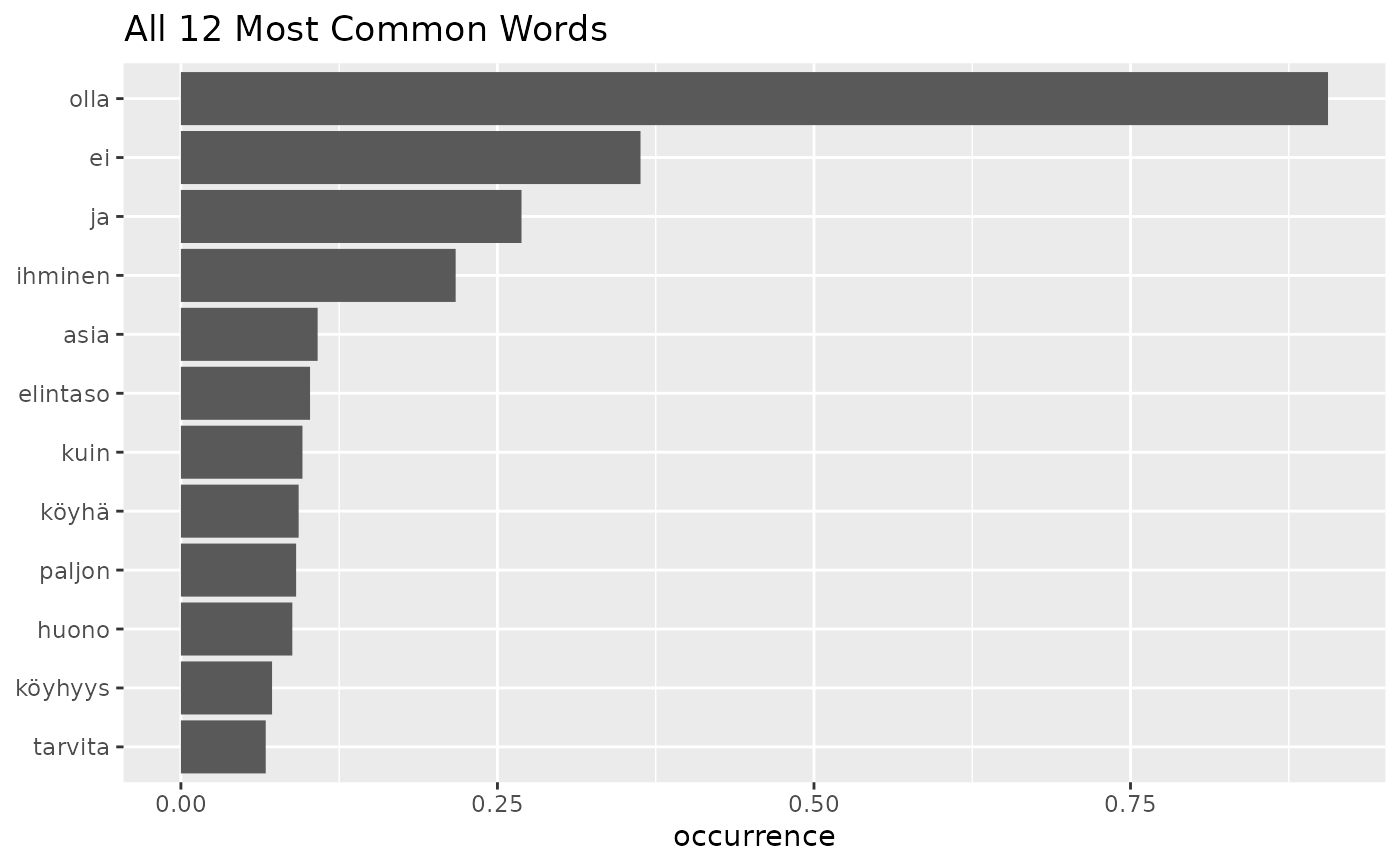 All 12 Most Common Words
olla
ei
ja
ihminen
asia
elintaso
kuin
köyhä
paljon
huono
köyhyys
tarvita
0.00 0.25 0.50 0.75
occurrence